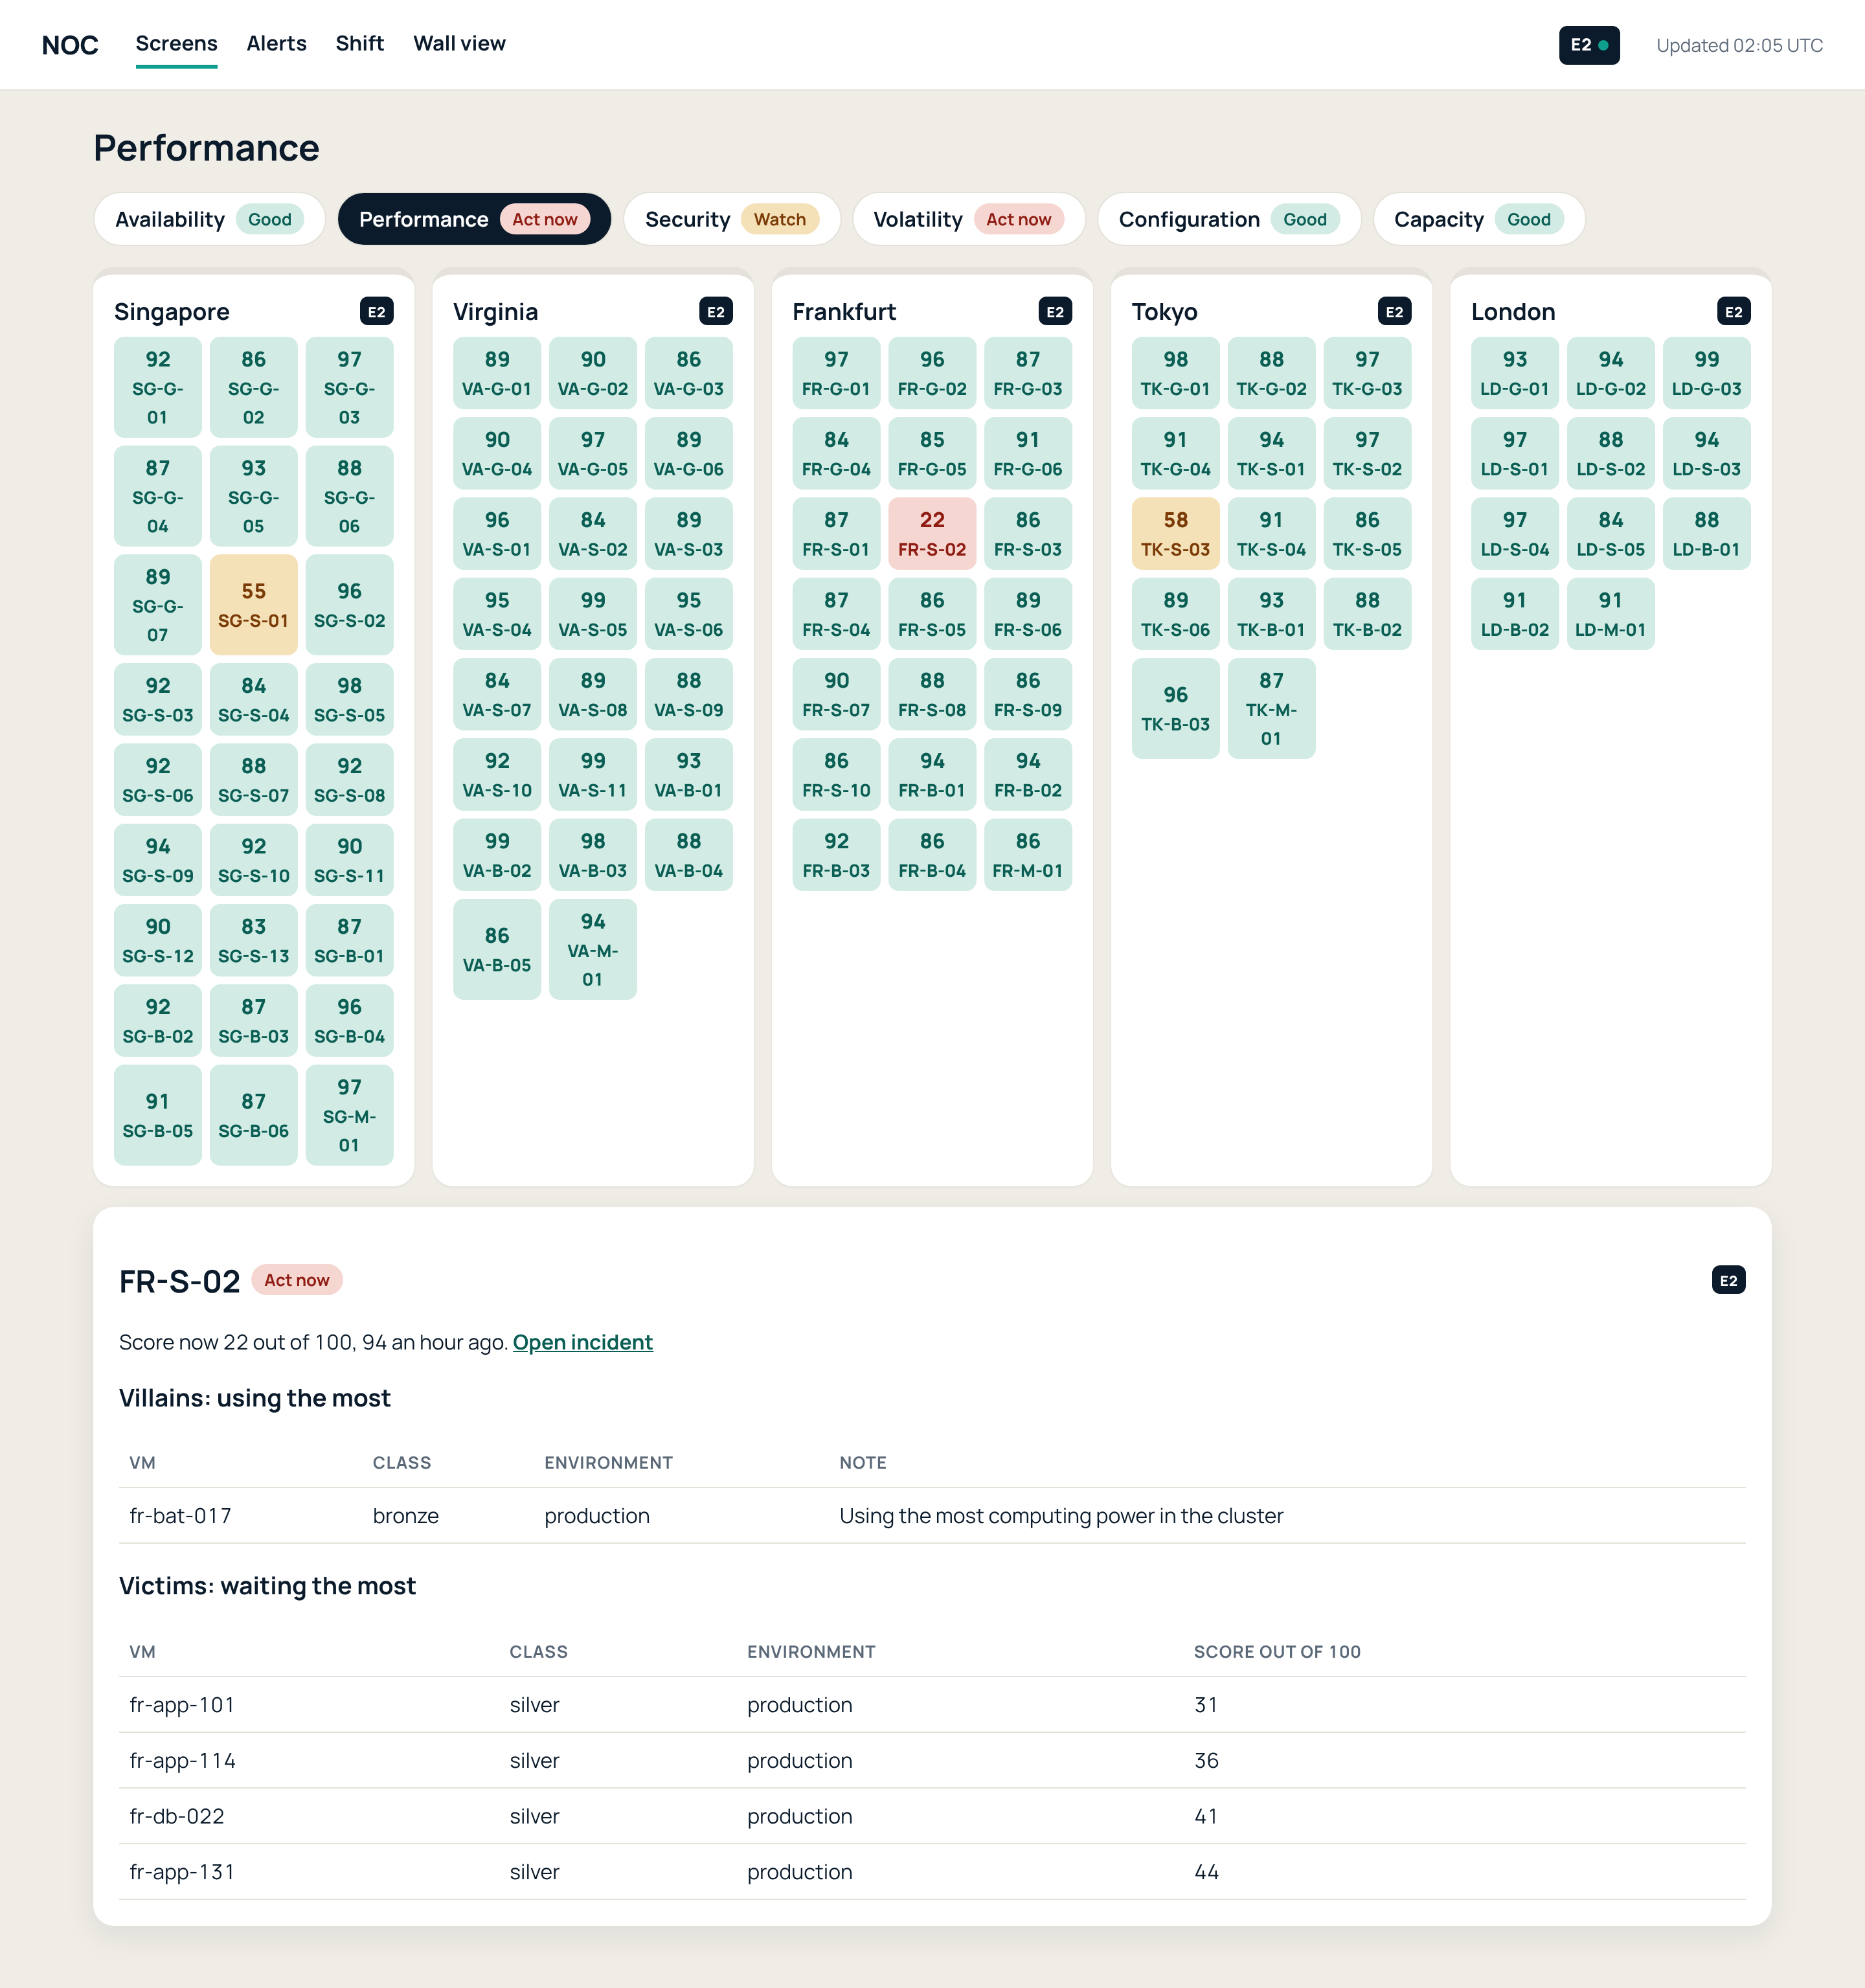 NOC Screens Alerts Shift Wall view E2 Updated 02:05 UTC
Performance
Availability Good Performance Act now Security Watch Volatility Act now Configuration Good Capacity Good
Singapore E2
92 86 97
SG-G- SG-G- SG-G-
01 02 03
87 93 88
SG-G- SG-G- SG-G-
04 05 06
89 55 96
SG-G- SG-S-01 SG-S-02
07
92 84 98
SG-S-03 SG-S-04 SG-S-05
92 88 92
SG-S-06 SG-S-07 SG-S-08
94 92 90
SG-S-09 SG-S-10 SG-S-11
90 83 87
SG-S-12 SG-S-13 SG-B-01
92 87 96
SG-B-02 SG-B-03 SG-B-04
91 87 97
SG-B-05 SG-B-06 SG-M-
01
Virginia E2
89 90 86
VA-G-01 VA-G-02 VA-G-03
90 97 89
VA-G-04 VA-G-05 VA-G-06
96 84 89
VA-S-01 VA-S-02 VA-S-03
95 99 95
VA-S-04 VA-S-05 VA-S-06
84 89 88
VA-S-07 VA-S-08 VA-S-09
92 99 93
VA-S-10 VA-S-11 VA-B-01
99 98 88
VA-B-02 VA-B-03 VA-B-04
86 94
VA-B-05 VA-M-
01
Frankfurt E2
97 96 87
FR-G-01 FR-G-02 FR-G-03
84 85 91
FR-G-04 FR-G-05 FR-G-06
87 22 86
FR-S-01 FR-S-02 FR-S-03
87 86 89
FR-S-04 FR-S-05 FR-S-06
90 88 86
FR-S-07 FR-S-08 FR-S-09
86 94 94
FR-S-10 FR-B-01 FR-B-02
92 86 86
FR-B-03 FR-B-04 FR-M-01
Tokyo E2
98 88 97
TK-G-01 TK-G-02 TK-G-03
91 94 97
TK-G-04 TK-S-01 TK-S-02
58 91 86
TK-S-03 TK-S-04 TK-S-05
89 93 88
TK-S-06 TK-B-01 TK-B-02
96 87
TK-B-03 TK-M-
01
London E2
93 94 99
LD-G-01 LD-G-02 LD-G-03
97 88 94
LD-S-01 LD-S-02 LD-S-03
97 84 88
LD-S-04 LD-S-05 LD-B-01
91 91
LD-B-02 LD-M-01
FR-S-02 Act now E2
Score now 22 out of 100, 94 an hour ago. Open incident
Villains: using the most
VM CLASS ENVIRONMENT NOTE
fr-bat-017 bronze production Using the most computing power in the cluster
Victims: waiting the most
VM CLASS ENVIRONMENT SCORE OUT OF 100
fr-app-101 silver production 31
fr-app-114 silver production 36
fr-db-022 silver production 41
fr-app-131 silver production 44